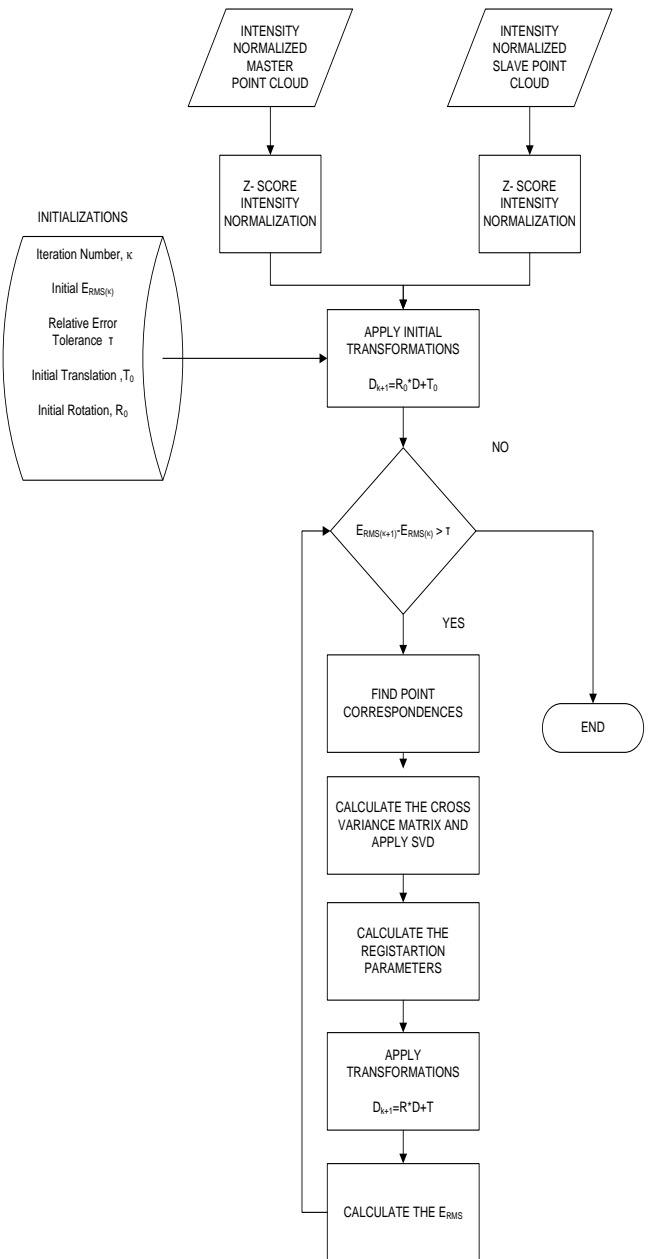 INTENSITY
NORMALIZED
MASTER
POINT CLOUD
INTENSITY
NORMALIZED
SLAVE POINT
CLOUD
Z- SCORE
INTENSITY
NORMALIZATION
Z- SCORE
INTENSITY
NORMALIZATION
INITIALIZATIONS
Iteration Number, κ
Initial E_RMS(κ)
Relative Error
Tolerance τ
Initial Translation ,T₀
Initial Rotation, R₀
APPLY INITIAL
TRANSFORMATIONS
D_k+1=R₀*D+T₀
NO
E_RMS(κ+1)-E_RMS(κ) > τ
YES
FIND POINT
CORRESPONDENCES
END
CALCULATE THE CROSS
VARIANCE MATRIX AND
APPLY SVD
CALCULATE THE
REGISTARTION
PARAMETERS
APPLY
TRANSFORMATIONS
D_k+1=R*D+T
CALCULATE THE E_RMS